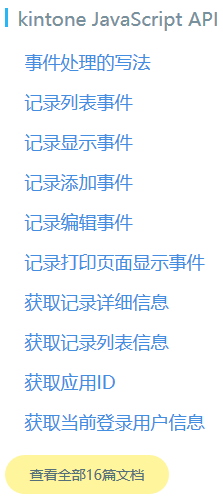 kintone JavaScript API
事件处理的写法
记录列表事件
记录显示事件
记录添加事件
记录编辑事件
记录打印页面显示事件
获取记录详细信息
获取记录列表信息
获取应用ID
获取当前登录用户信息
查看全部16篇文档